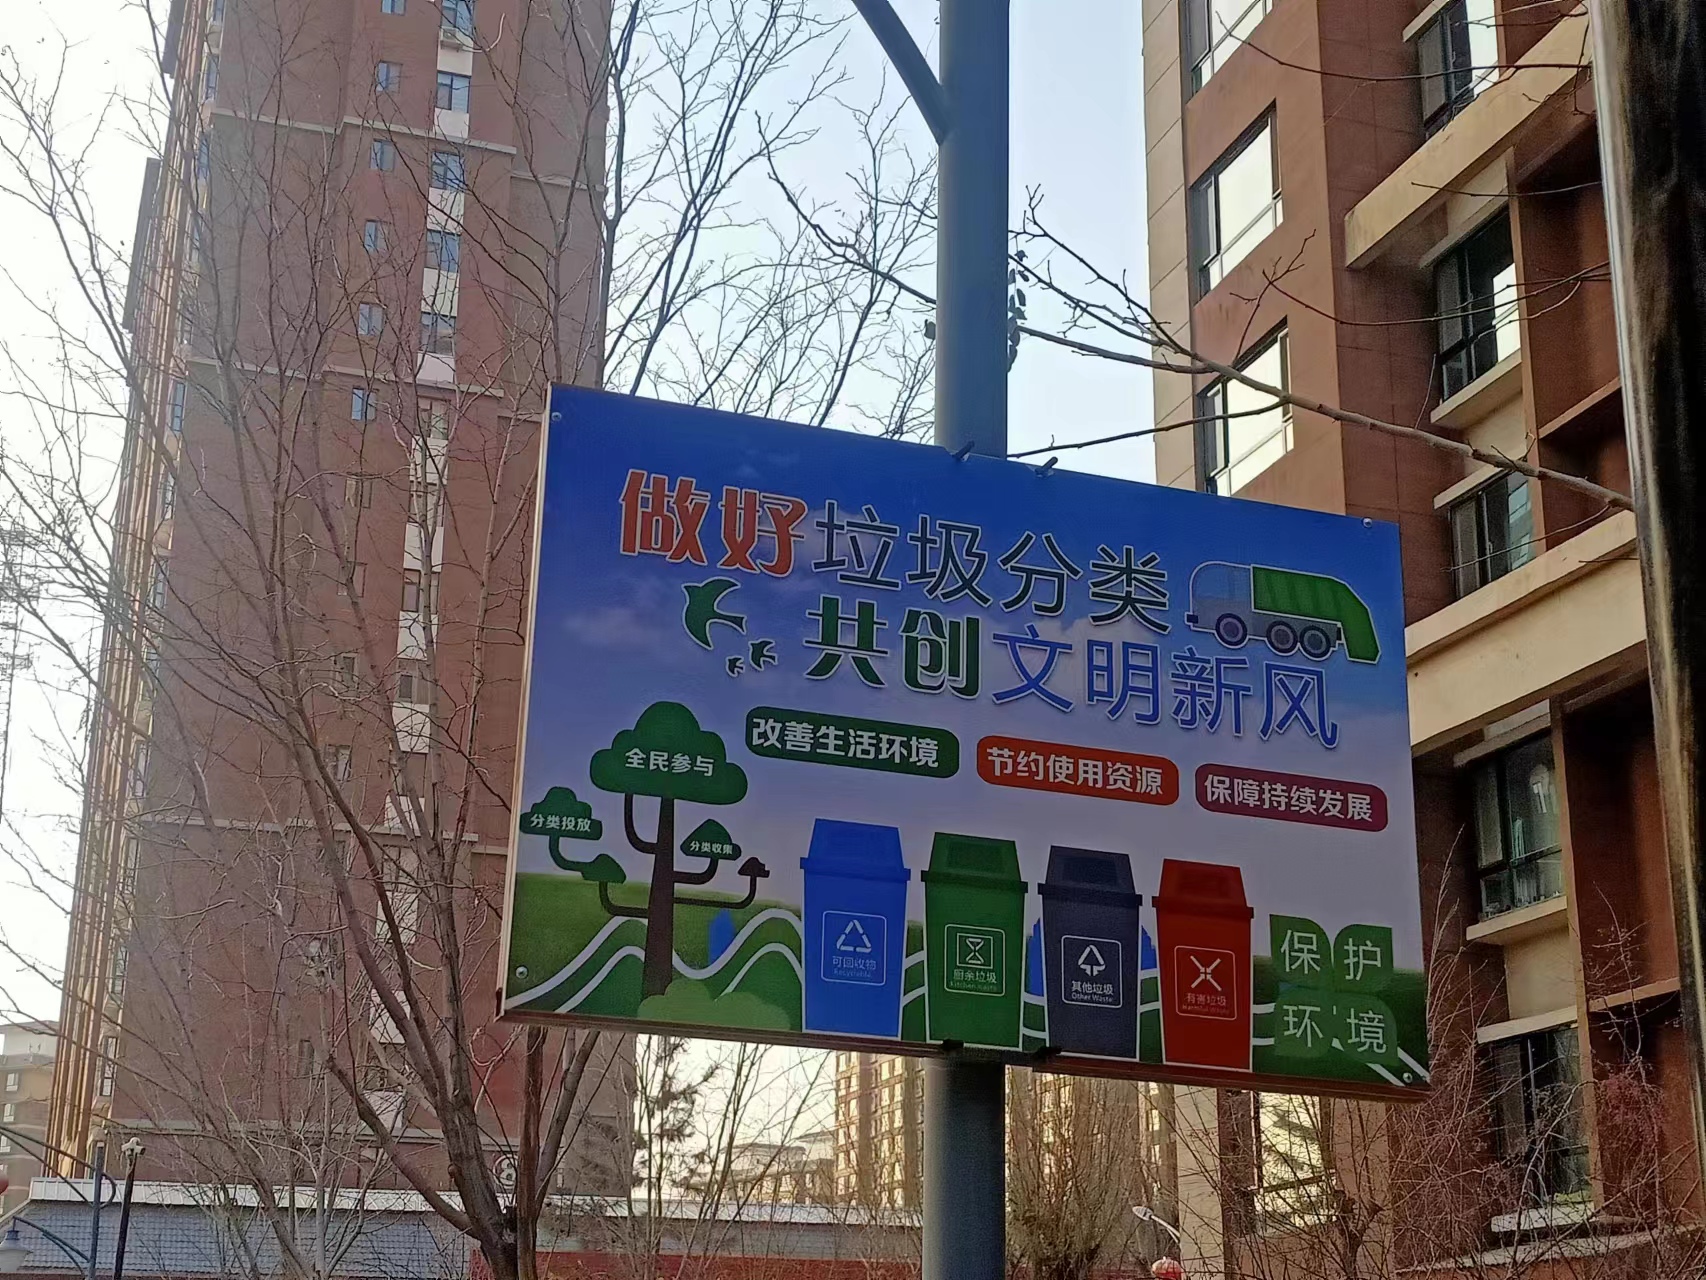 做好垃圾分类
共创文明新风
改善生活环境
节约使用资源
保障持续发展
全民参与
分类投放
分类收集
可回收物
Recyclable
厨余垃圾
Kitchen Waste
其他垃圾
Other Waste
有害垃圾
Harmful Waste
保护
环境